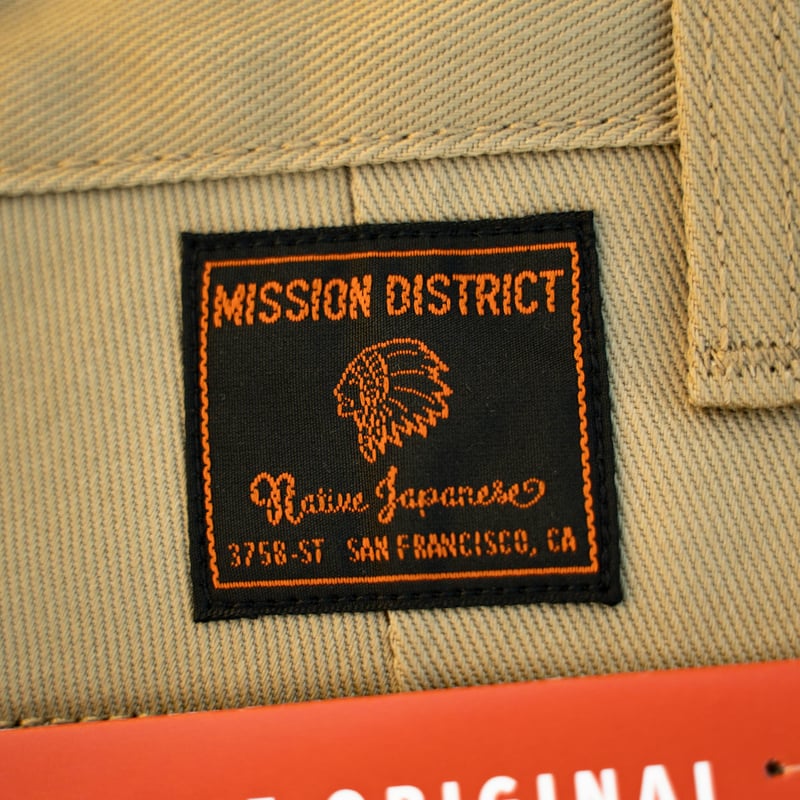 MISSION DISTRICT
Native Japanese
3758-ST SAN FRANCISCO, CA
ORIGINAL